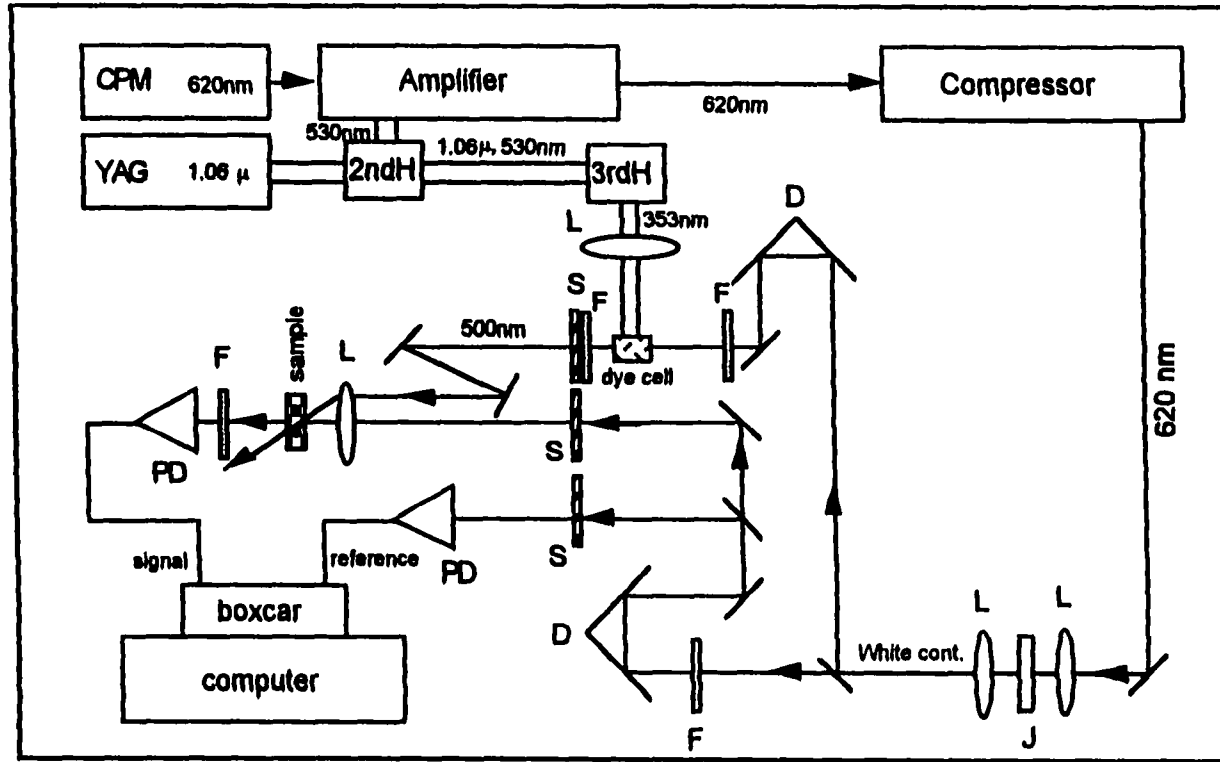 CPM 620nm
Amplifier
620nm
Compressor
530nm
YAG 1.06 µ
2ndH
1.06µ, 530nm
3rdH
353nm
L
D
S
F
F
500nm
dye cell
F
sample
L
PD
S
620 nm
signal
reference
PD
S
boxcar
computer
D
F
White cont.
L
L
J